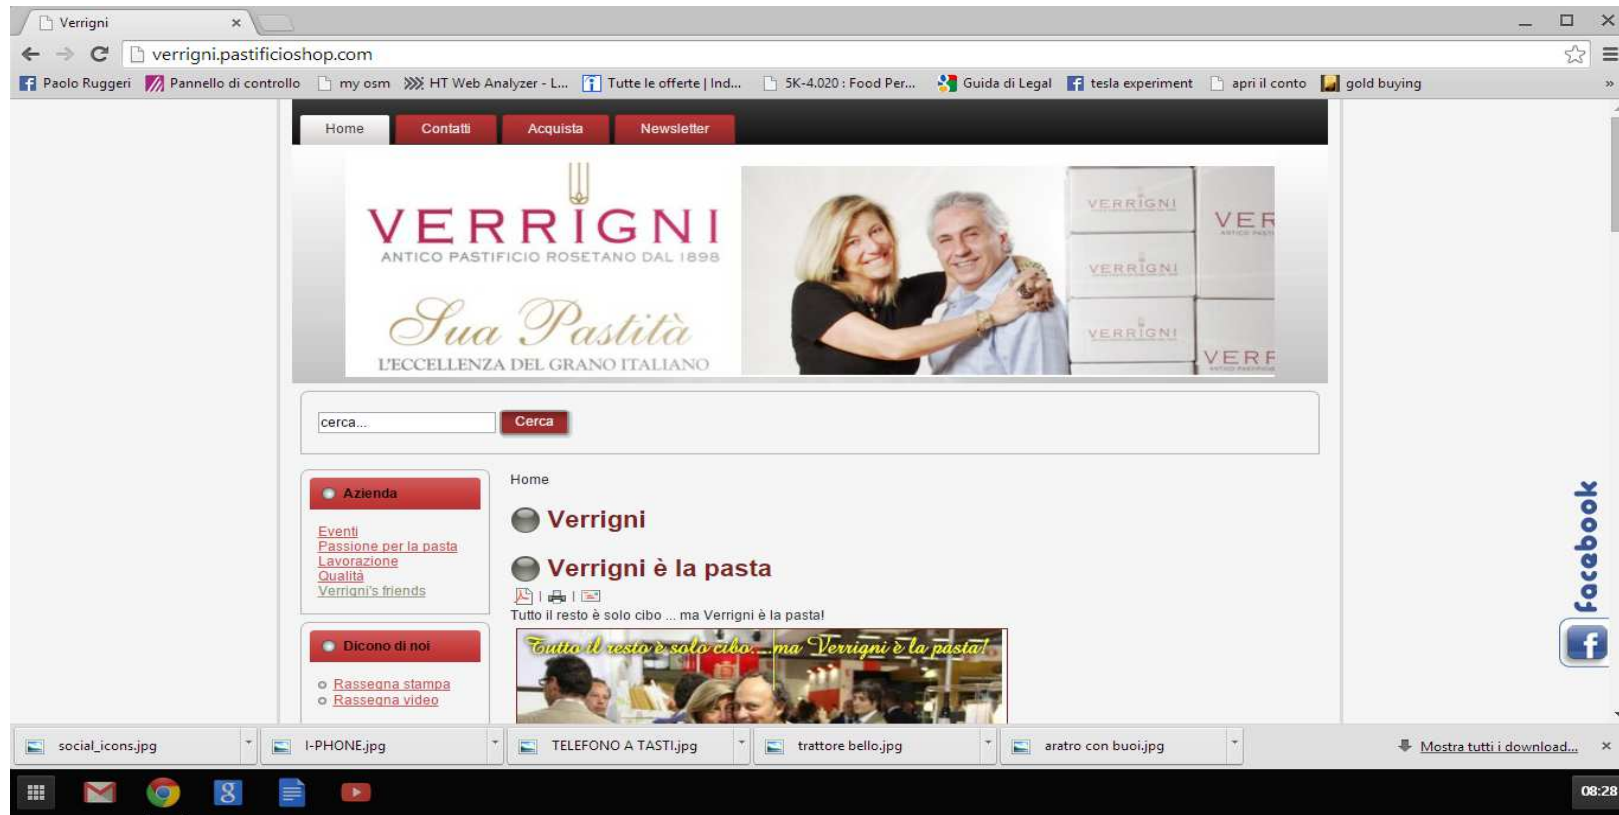 Verrigni
verrigni.pastificioshop.com
Paolo Ruggeri Pannello di controllo my osm HT Web Analyzer - L... Tutte le offerte | Ind... 5K-4.020 : Food Per... Guida di Legal tesla experiment apri il conto gold buying »
Home Contatti Acquista Newsletter
VERRIGNI
ANTICO PASTIFICIO ROSETANO DAL 1898
Sua Pastità
L'ECCELLENZA DEL GRANO ITALIANO
VERRIGNI
VER
VERRIGNI
VERRIGNI
VERR
cerca... Cerca
Azienda
Eventi
Passione per la pasta
Lavorazione
Qualità
Verrigni's friends
Dicono di noi
Rassegna stampa
Rassegna video
Home
Verrigni
Verrigni è la pasta
Tutto il resto è solo cibo ... ma Verrigni è la pasta!
Tutto il resto è solo cibo... ma Verrigni è la pasta!
facebook
social_icons.jpg I-PHONE.jpg TELEFONO A TASTI.jpg trattore bello.jpg aratro con buoi.jpg Mostra tutti i download...
08:28